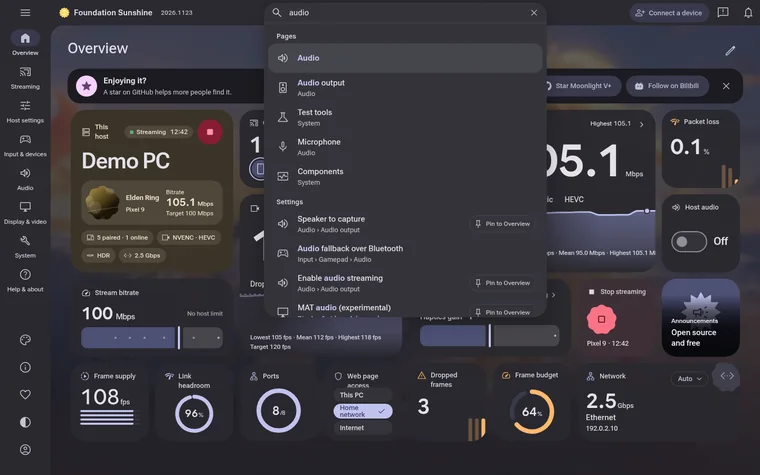 Foundation Sunshine 2026.1123
audio
Connect a device
Overview
Streaming
Host settings
Input & devices
Audio
Display & video
System
Help & about
Overview
Enjoying it?
A star on GitHub helps more people find it.
Star Moonlight V+
Follow on Bilibili
Pages
Audio
Audio output
Audio
Test tools
System
Microphone
Audio
Components
System
Settings
Speaker to capture
Audio › Audio output
Pin to Overview
Audio fallback over Bluetooth
Input › Gamepad › Audio
Enable audio streaming
Audio › Audio output
Pin to Overview
MAT audio (experimental)
Pin to Overview
This host
Streaming 12:42
Demo PC
Elden Ring
Pixel 9
Bitrate
105.1 Mbps
Target 100 Mbps
5 paired · 1 online
NVENC · HEVC
HDR
2.5 Gbps
Highest 105.1
05.1 Mbps
HEVC
ps · Mean 95.0 Mbps · Highest 105.1 M
Packet loss
0.1 %
Host audio
Off
Stream bitrate
100 Mbps
No host limit
Lowest 105 fps · Mean 112 fps · Highest 118 fps
Target 120 fps
Haptics gain
Stop streaming
Pixel 9 · 12:42
Announcements
Open source and free
Frame supply
108 fps
Link headroom
96%
Ports
8/8
Web page access
This PC
Home network
Internet
Dropped frames
3
Frame budget
64%
Network
Auto
2.5 Gbps
Ethernet
192.0.2.10